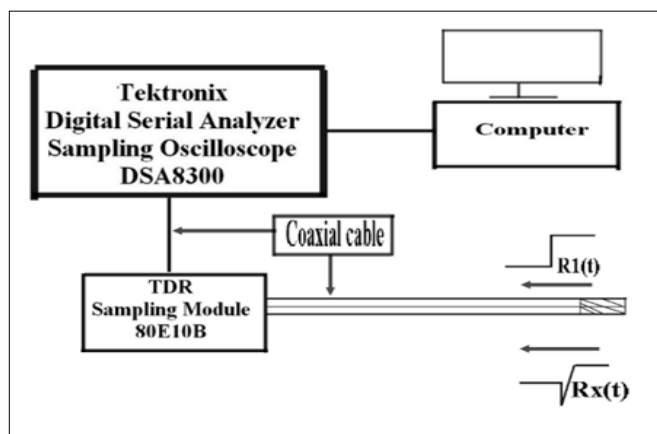 Tektronix
Digital Serial Analyzer
Sampling Oscilloscope
DSA8300
Computer
Coaxial cable
R1(t)
TDR
Sampling Module
80E10B
Rx(t)